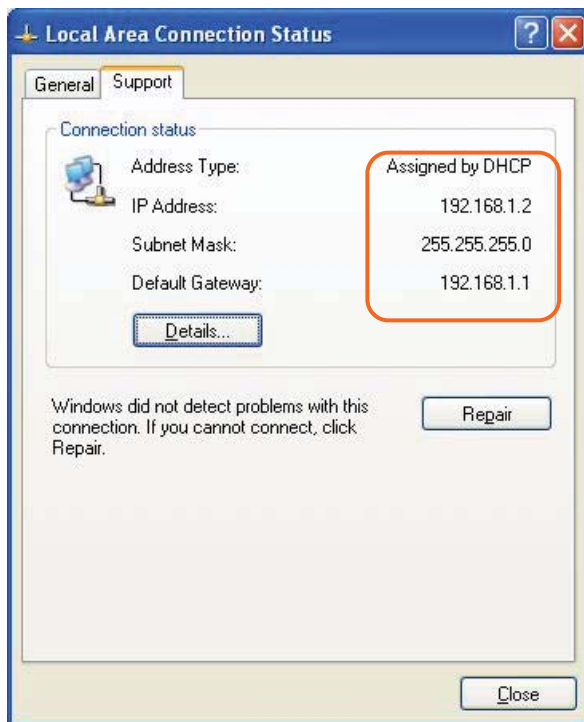 Local Area Connection Status
General Support
Connection status
Address Type: Assigned by DHCP
IP Address: 192.168.1.2
Subnet Mask: 255.255.255.0
Default Gateway: 192.168.1.1
Details...
Windows did not detect problems with this
connection. If you cannot connect, click
Repair.
Repair
Close